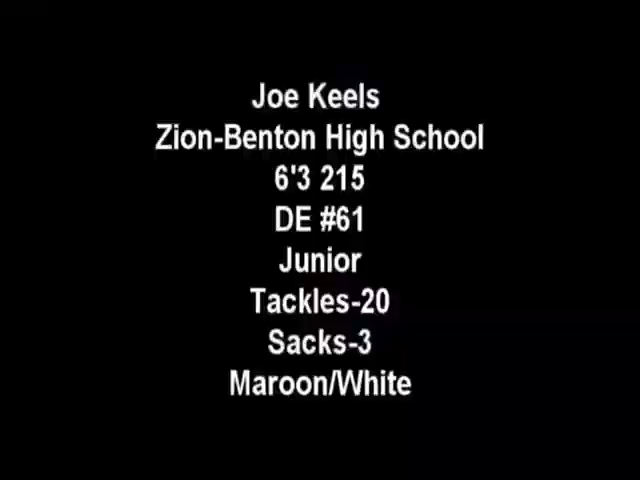 Joe Keels
Zion-Benton High School
6'3 215
DE #61
Junior
Tackles-20
Sacks-3
Maroon/White